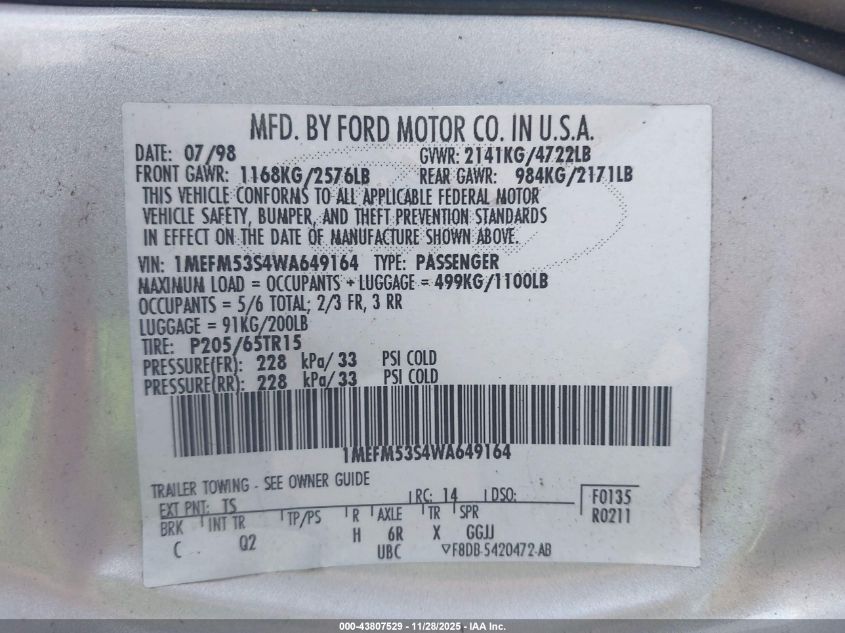 MFD. BY FORD MOTOR CO. IN U.S.A.
DATE: 07/98 GVWR: 2141KG/4722LB
FRONT GAWR: 1168KG/2576LB REAR GAWR: 984KG/2171LB
THIS VEHICLE CONFORMS TO ALL APPLICABLE FEDERAL MOTOR
VEHICLE SAFETY, BUMPER, AND THEFT PREVENTION STANDARDS
IN EFFECT ON THE DATE OF MANUFACTURE SHOWN ABOVE.
VIN: 1MEFM53S4WA649164 TYPE: PASSENGER
MAXIMUM LOAD = OCCUPANTS + LUGGAGE = 499KG/1100LB
OCCUPANTS = 5/6 TOTAL; 2/3 FR, 3 RR
LUGGAGE = 91KG/200LB
TIRE: P205/65TR15
PRESSURE(FR): 228 kPa/33 PSI COLD
PRESSURE(RR): 228 kPa/33 PSI COLD
1MEFM53S4WA649164
TRAILER TOWING - SEE OWNER GUIDE
EXT PNT: TS RC: 14 DSO: F0135
BRK INT TR TP/PS R AXLE TR SPR R0211
C Q2 H 6R X GGJJ
UBC ▽F8DB-5420472-AB
000-43807529 - 11/28/2025 - IAA Inc.